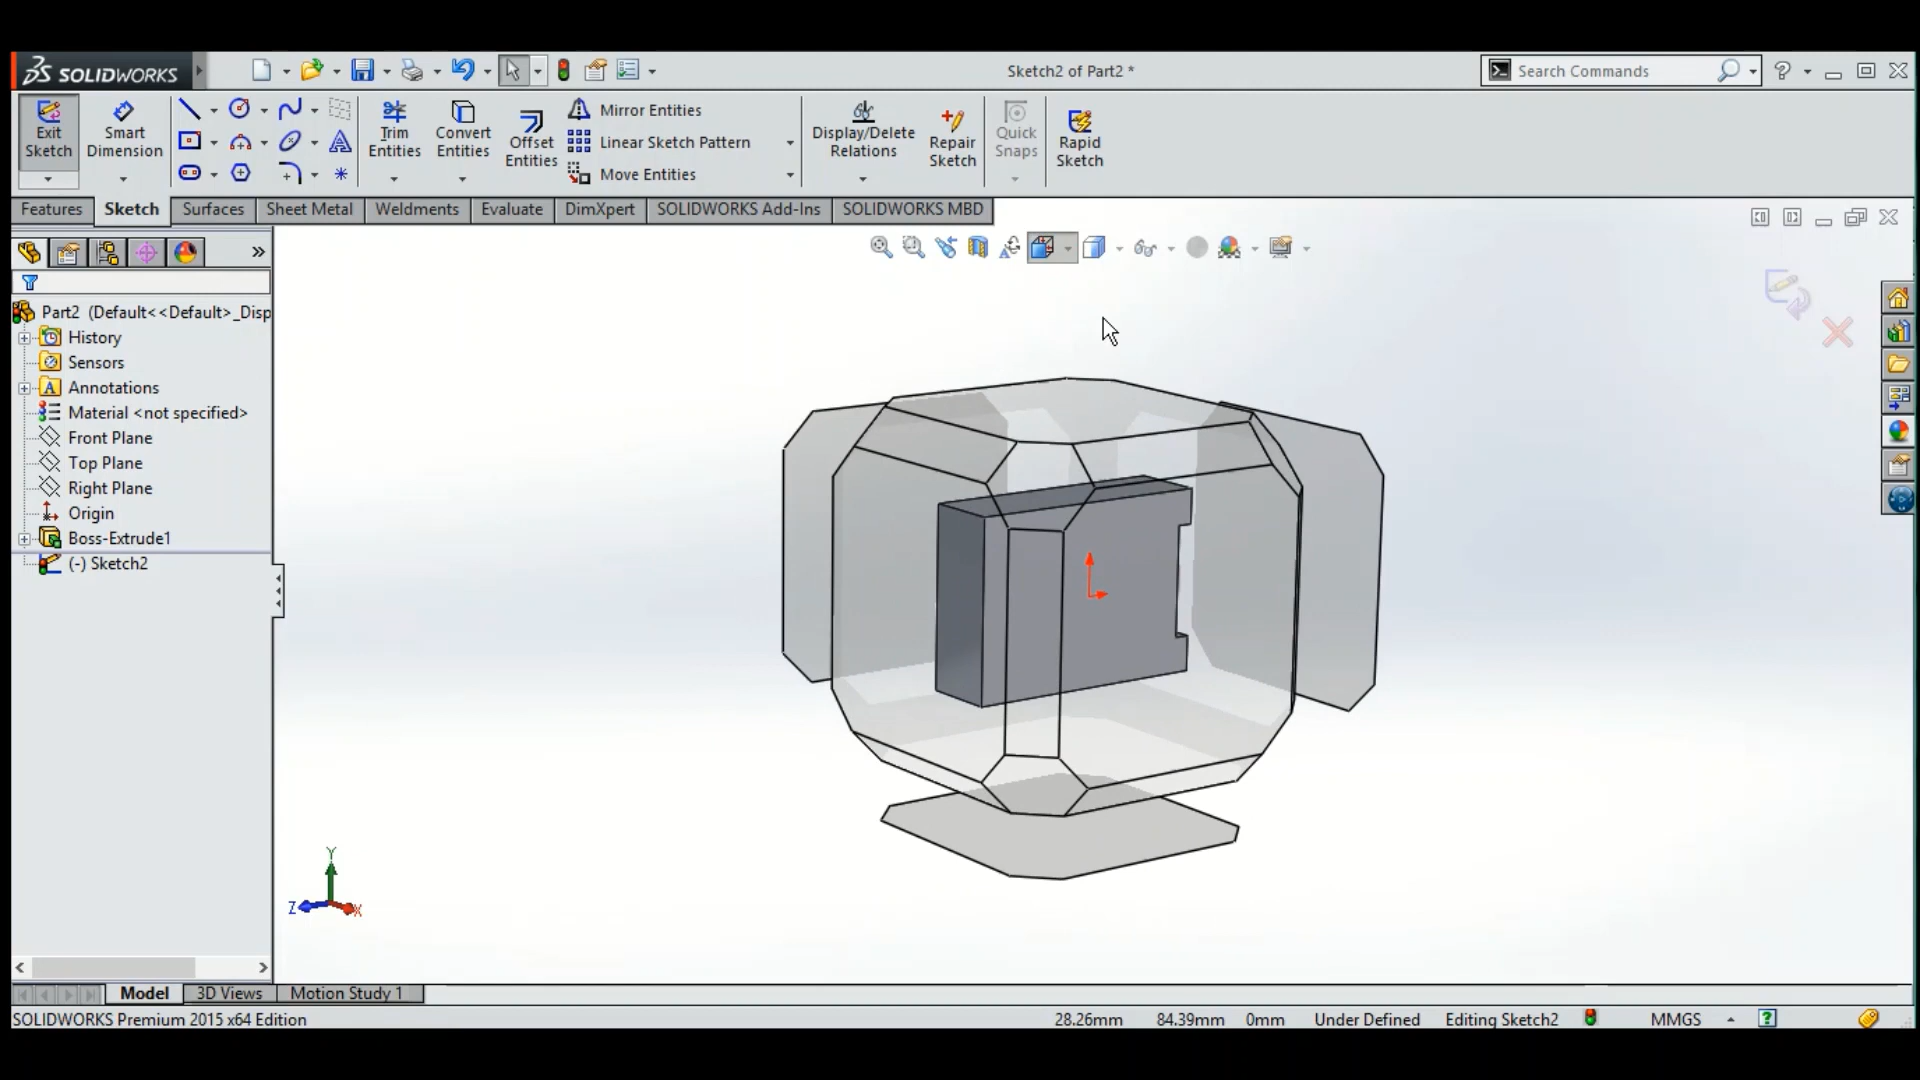 SOLIDWORKS
Sketch2 of Part2 *
Search Commands
Exit Sketch
Smart Dimension
Trim Entities
Convert Entities
Offset Entities
Mirror Entities
Linear Sketch Pattern
Move Entities
Display/Delete Relations
Repair Sketch
Quick Snaps
Rapid Sketch
Features
Sketch
Surfaces
Sheet Metal
Weldments
Evaluate
DimXpert
SOLIDWORKS Add-Ins
SOLIDWORKS MBD
Part2 (Default<<Default>_Disp
History
Sensors
A Annotations
Material <not specified>
Front Plane
Top Plane
Right Plane
Origin
Boss-Extrude1
(-) Sketch2
Y
Z
X
Model
3D Views
Motion Study 1
SOLIDWORKS Premium 2015 x64 Edition
28.26mm
84.39mm
0mm
Under Defined
Editing Sketch2
MMGS